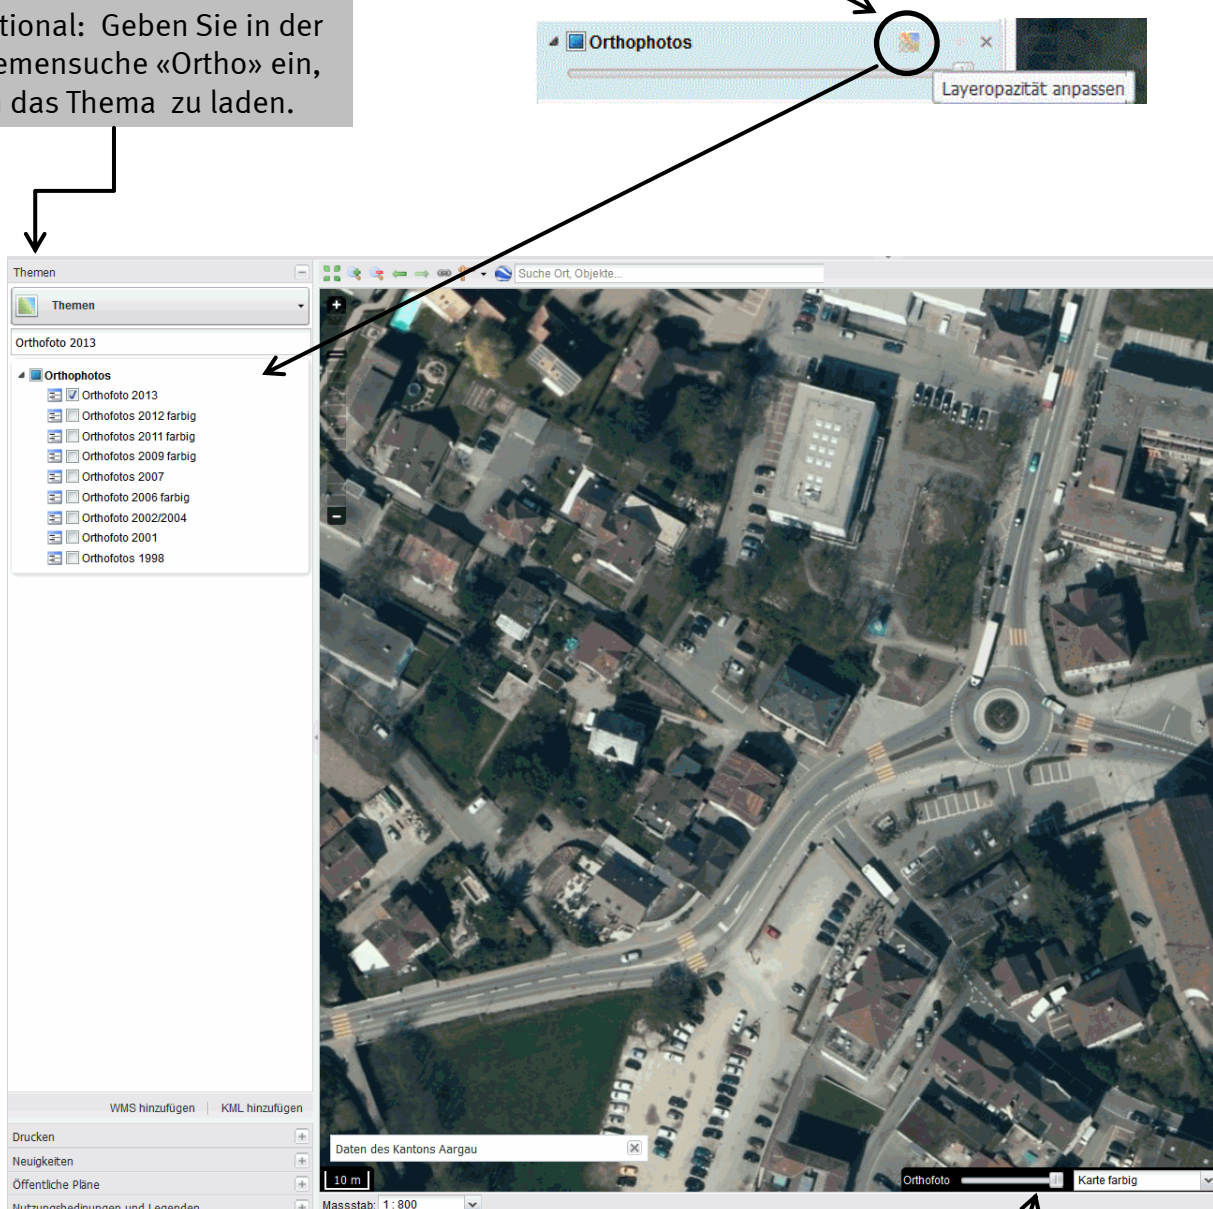 tional: Geben Sie in der
emensuche «Ortho» ein,
das Thema zu laden.
Orthophotos
Layeropazität anpassen
Themen
Suche Ort, Objekte...
Themen
Orthofoto 2013
Orthophotos
Orthofoto 2013
Orthofotos 2012 farbig
Orthofotos 2011 farbig
Orthofotos 2009 farbig
Orthofotos 2007
Orthofoto 2006 farbig
Orthofoto 2002/2004
Orthofoto 2001
Orthofotos 1998
WMS hinzufügen | KML hinzufügen
Drucken
Neuigkeiten
Öffentliche Pläne
Nutzungsbedingungen und Legenden
Daten des Kantons Aargau
10 m
Orthofoto
Karte farbig
Massstab: 1 : 800